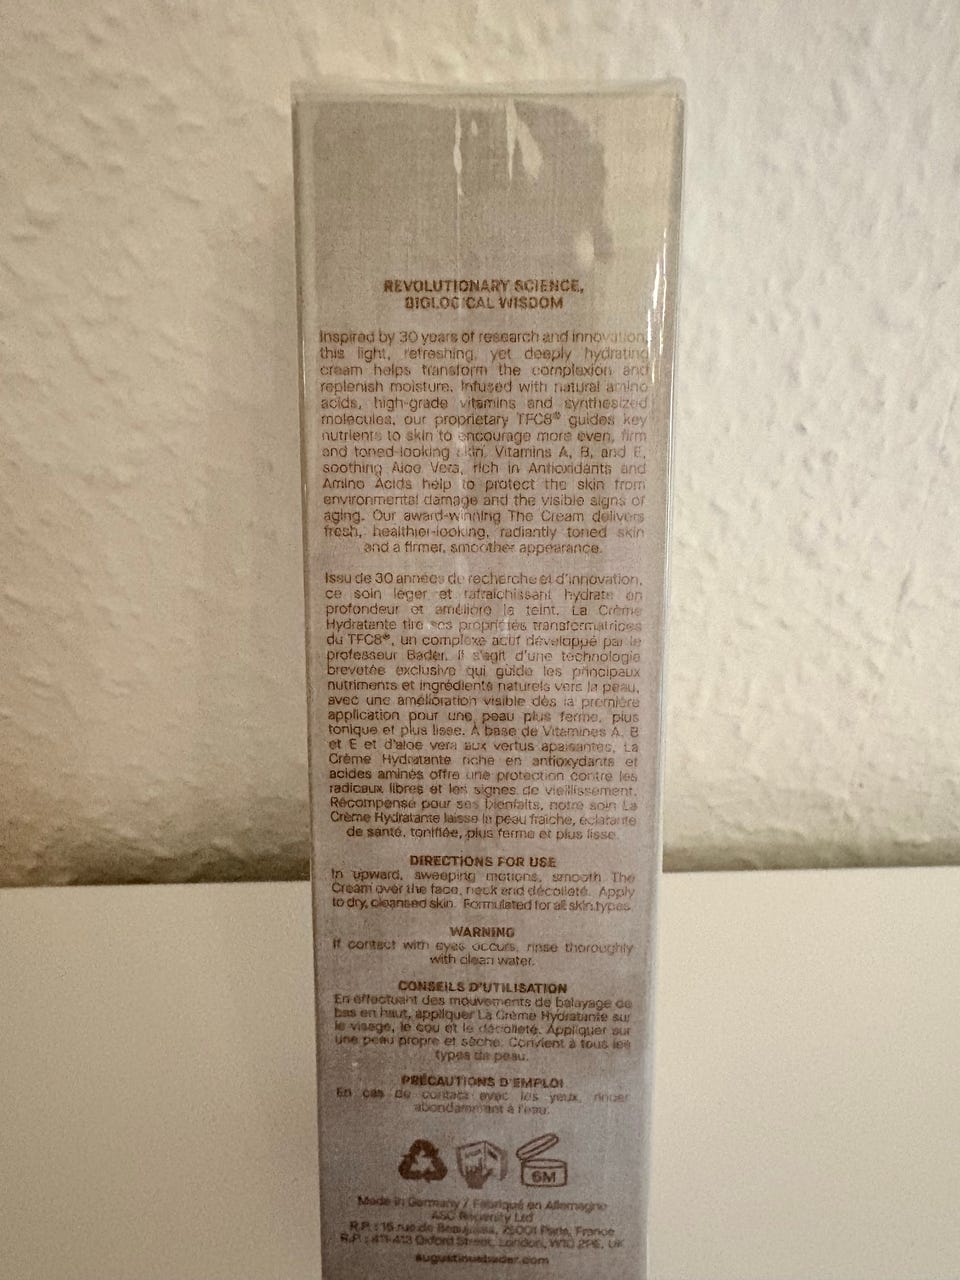 REVOLUTIONARY SCIENCE,
BIOLOGICAL WISDOM
Inspired by 30 years of research and innovation
this light, refreshing, yet deeply hydrating
cream helps transform the complexion and
replenish moisture. Infused with natural amino
acids, high-grade vitamins and synthesized
molecules, our proprietary TFC8® guides key
nutrients to skin to encourage more even, firm
and toned-looking skin. Vitamins A, B, and E,
soothing Aloe Vera, rich in Antioxidants and
Amino Acids help to protect the skin from
environmental damage and the visible signs of
aging. Our award-winning The Cream delivers
fresh, healthier-looking, radiantly toned skin
and a firmer, smoother appearance.
Issu de 30 années de recherche et d'innovation,
ce soin léger et rafraîchissant hydrate en
profondeur et améliore le teint. La Crème
Hydratante tire ses propriétés transformatrices
du TFC8®, un complexe actif développé par le
professeur Bader. Il s'agit d'une technologie
brevetée exclusive qui guide les principaux
nutriments et ingrédients naturels vers la peau,
avec une amélioration visible dès la première
application pour une peau plus ferme, plus
tonique et plus lisse. À base de Vitamines A, B
et E et d'aloe vera aux vertus apaisantes, La
Crème Hydratante riche en antioxydants et
acides aminés offre une protection contre les
radicaux libres et les signes de vieillissement.
Récompensé pour ses bienfaits, notre soin La
Crème Hydratante laisse la peau fraîche, éclatante
de santé, tonifiée, plus ferme et plus lisse.
DIRECTIONS FOR USE
In upward, sweeping motions, smooth The
Cream over the face, neck and décolleté. Apply
to dry, cleansed skin. Formulated for all skin types.
WARNING
If contact with eyes occurs, rinse thoroughly
with clean water.
CONSEILS D'UTILISATION
En effectuant des mouvements de balayage de
bas en haut, appliquer La Crème Hydratante sur
le visage, le cou et le décolleté. Appliquer sur
une peau propre et sèche. Convient à tous les
types de peau.
PRÉCAUTIONS D'EMPLOI
En cas de contact avec les yeux, rincer
abondamment à l'eau.
6M
Made in Germany / Fabriqué en Allemagne
ASC Regenity Ltd
R.P. : 15 rue de Beaujolais, 75001 Paris, France
R.P. : 411-413 Oxford Street, London, W1C 2PE, UK
augustinusbader.com